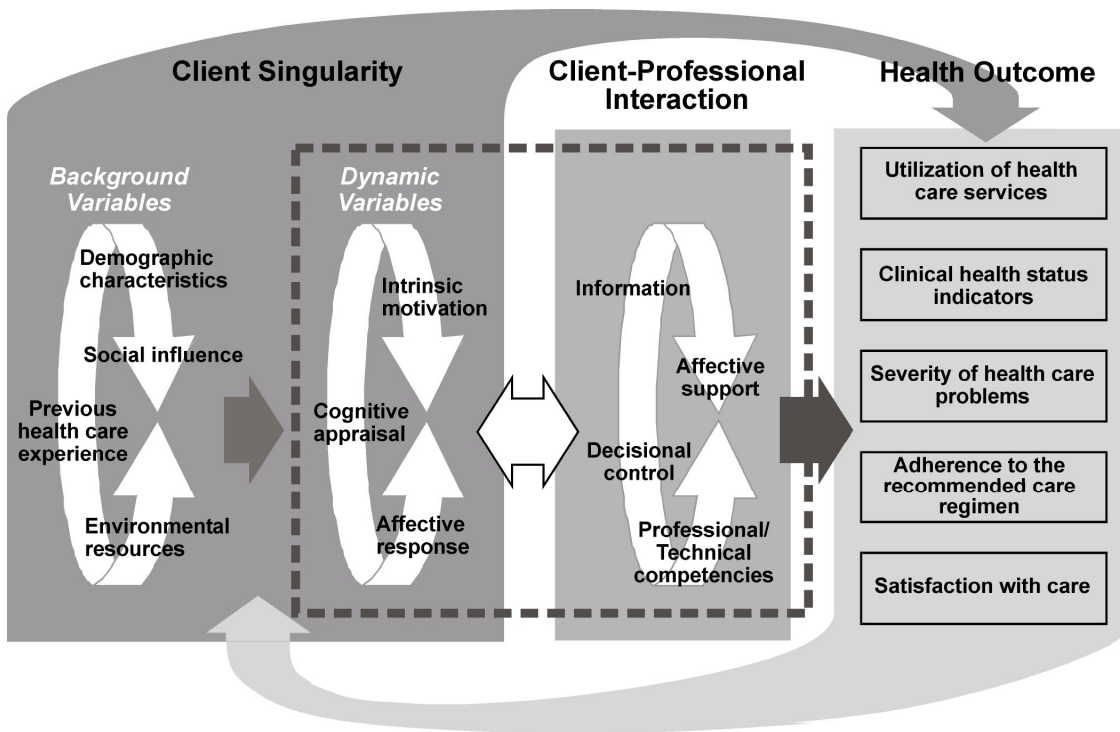 Client Singularity
Client-Professional
Interaction
Health Outcome
Background
Variables
Demographic
characteristics
Social influence
Previous
health care
experience
Environmental
resources
Dynamic
Variables
Intrinsic
motivation
Cognitive
appraisal
Affective
response
Information
Affective
support
Decisional
control
Professional/
Technical
competencies
Utilization of health
care services
Clinical health status
indicators
Severity of health care
problems
Adherence to the
recommended care
regimen
Satisfaction with care